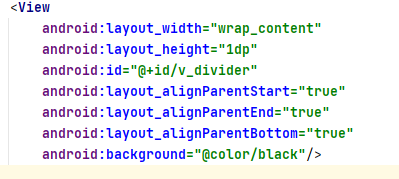 <View
android:layout_width="wrap_content"
android:layout_height="1dp"
android:id="@+id/v_divider"
android:layout_alignParentStart="true"
android:layout_alignParentEnd="true"
android:layout_alignParentBottom="true"
android:background="@color/black"/>